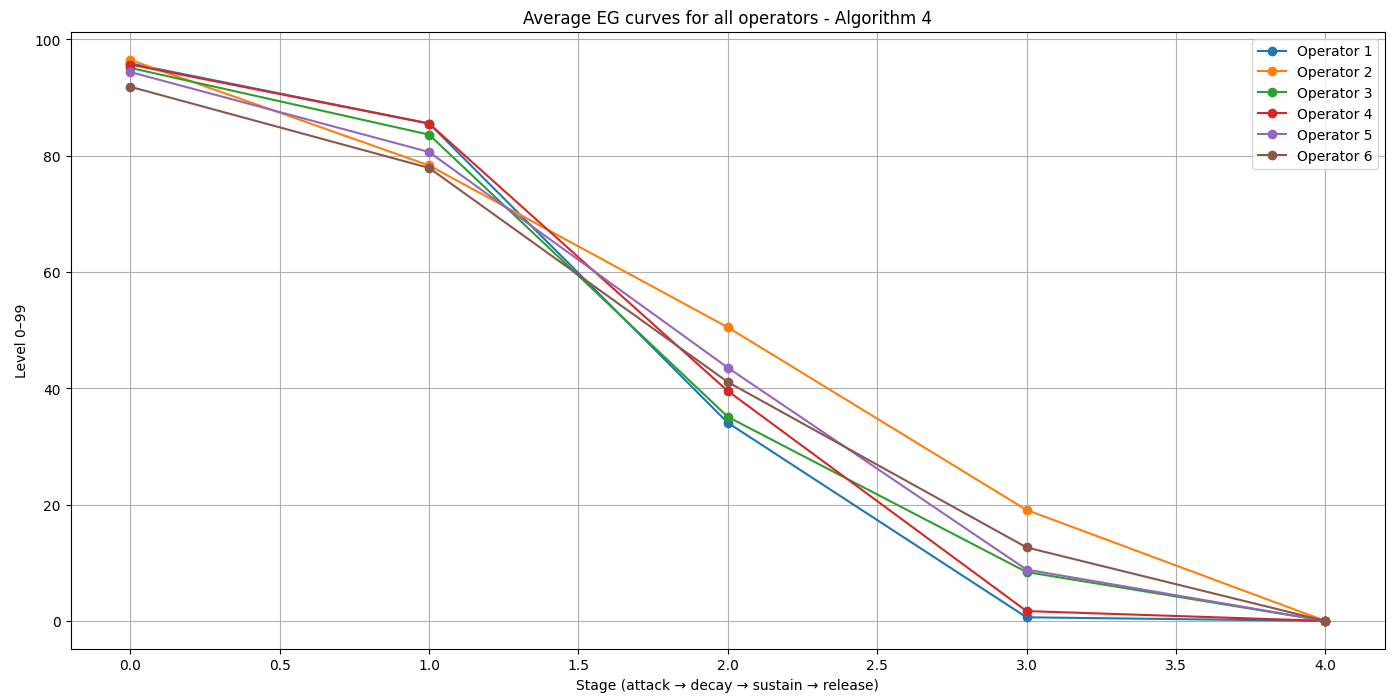 Average EG curves for all operators - Algorithm 4
100
80
60
40
20
0
Level 0–99
Operator 1
Operator 2
Operator 3
Operator 4
Operator 5
Operator 6
0.0 0.5 1.0 1.5 2.0 2.5 3.0 3.5 4.0
Stage (attack → decay → sustain → release)